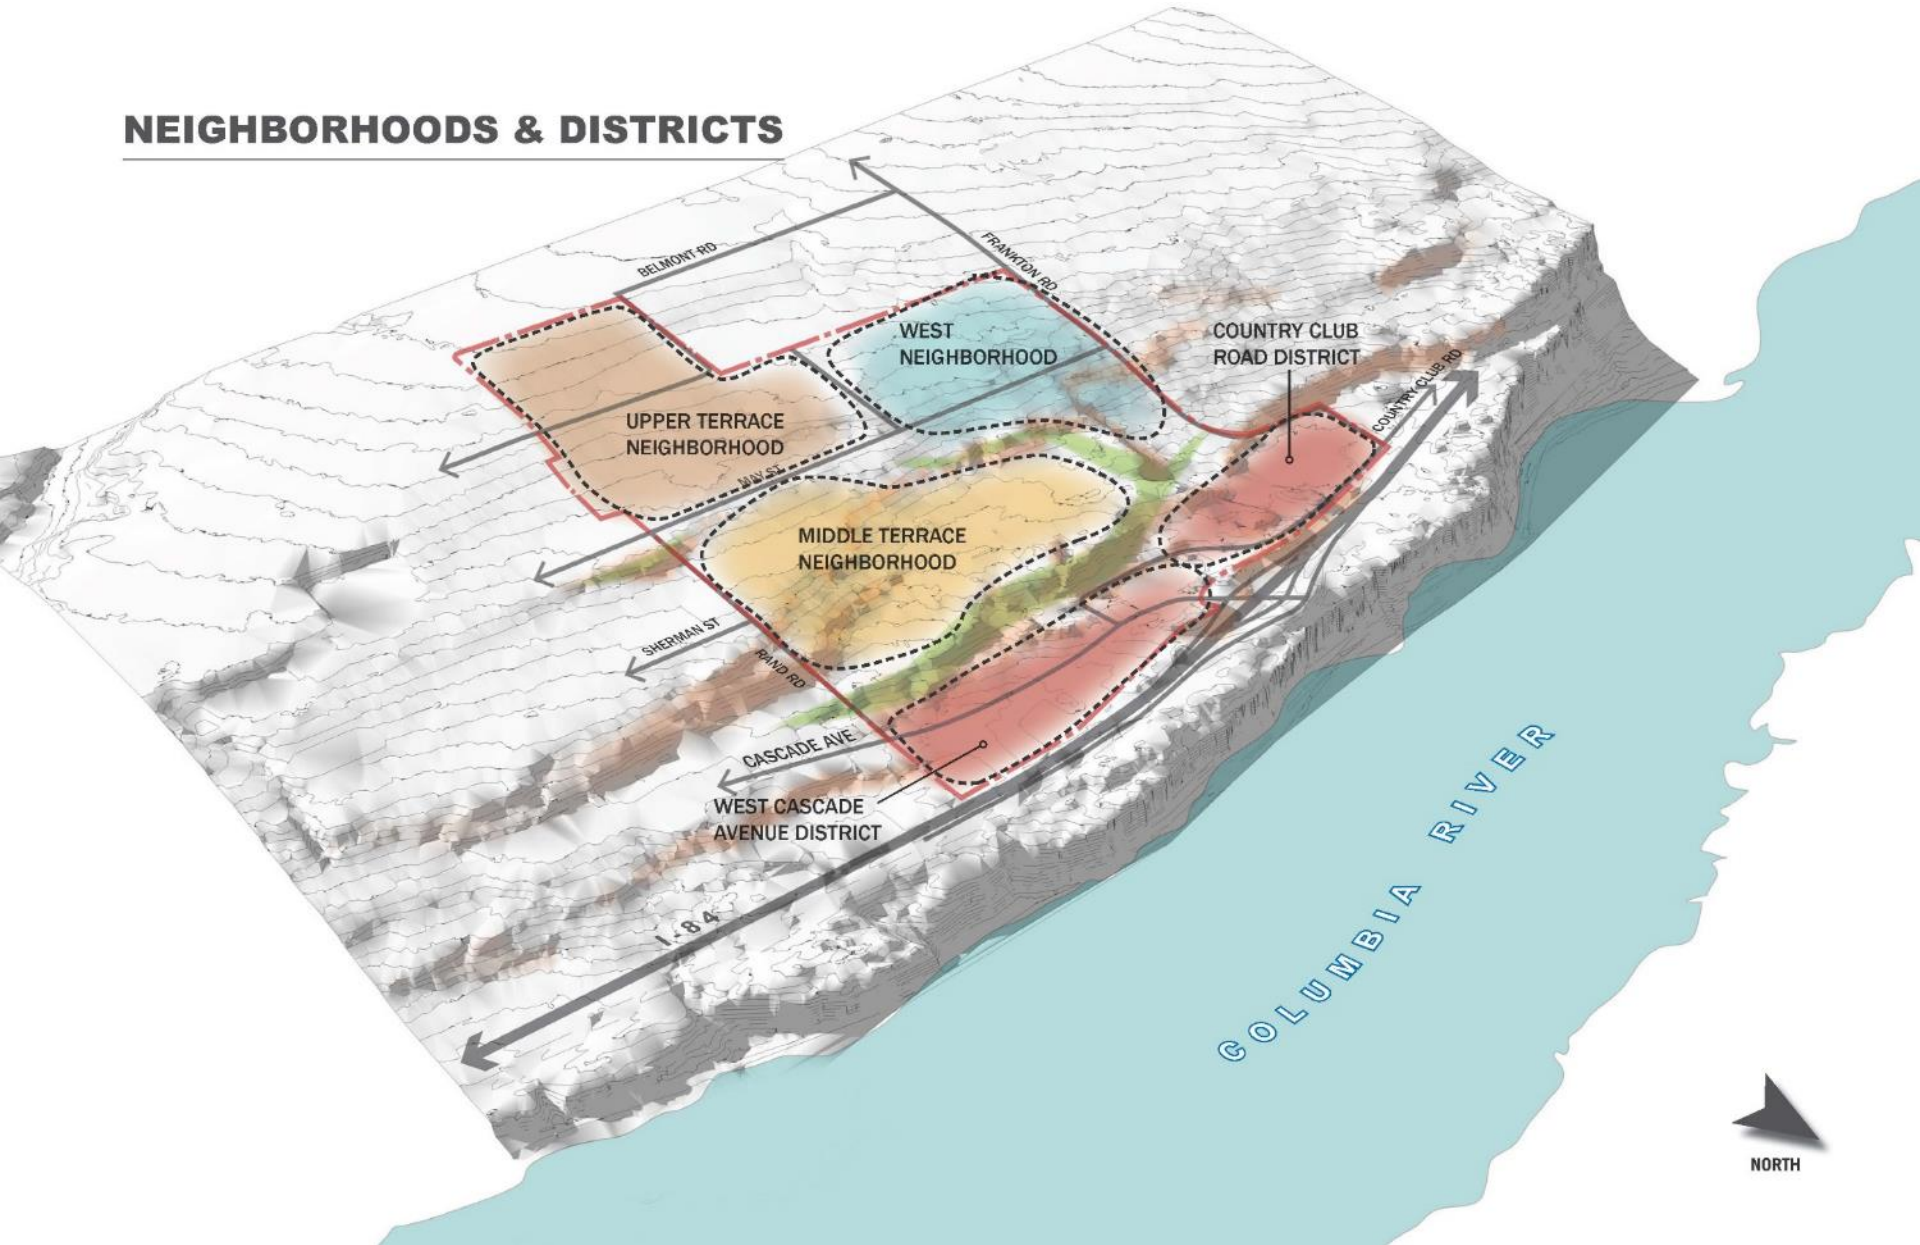 NEIGHBORHOODS & DISTRICTS
BELMONT RD
FRANKTON RD
WEST
NEIGHBORHOOD
COUNTRY CLUB
ROAD DISTRICT
COUNTRY CLUB RD
UPPER TERRACE
NEIGHBORHOOD
MAY ST
MIDDLE TERRACE
NEIGHBORHOOD
SHERMAN ST
RAND RD
CASCADE AVE
WEST CASCADE
AVENUE DISTRICT
I-84
COLUMBIA RIVER
NORTH